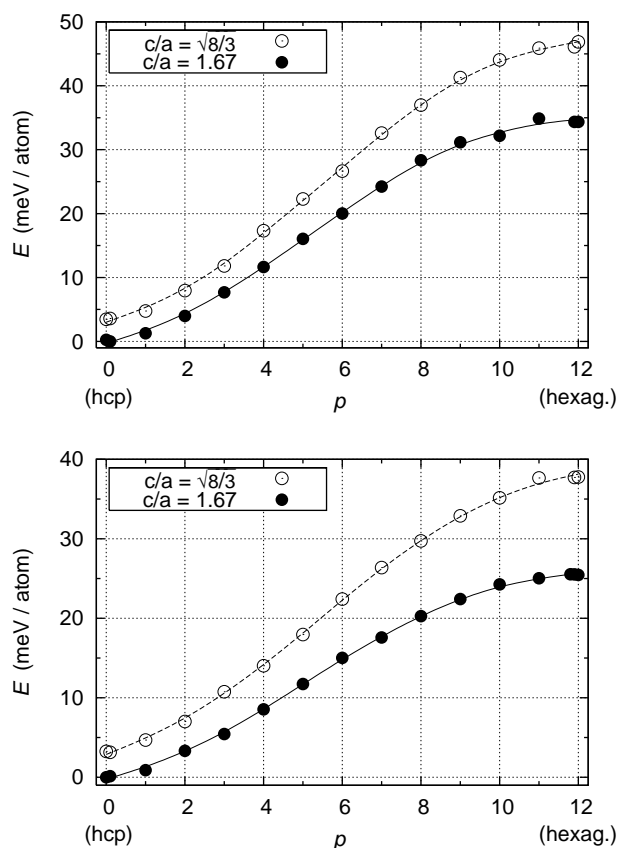 50
40
30
20
10
0
E (meV / atom)
c/a = √8/3
c/a = 1.67
0 2 4 6 8 10 12
(hcp) p (hexag.)
40
30
20
10
0
E (meV / atom)
c/a = √8/3
c/a = 1.67
0 2 4 6 8 10 12
(hcp) p (hexag.)